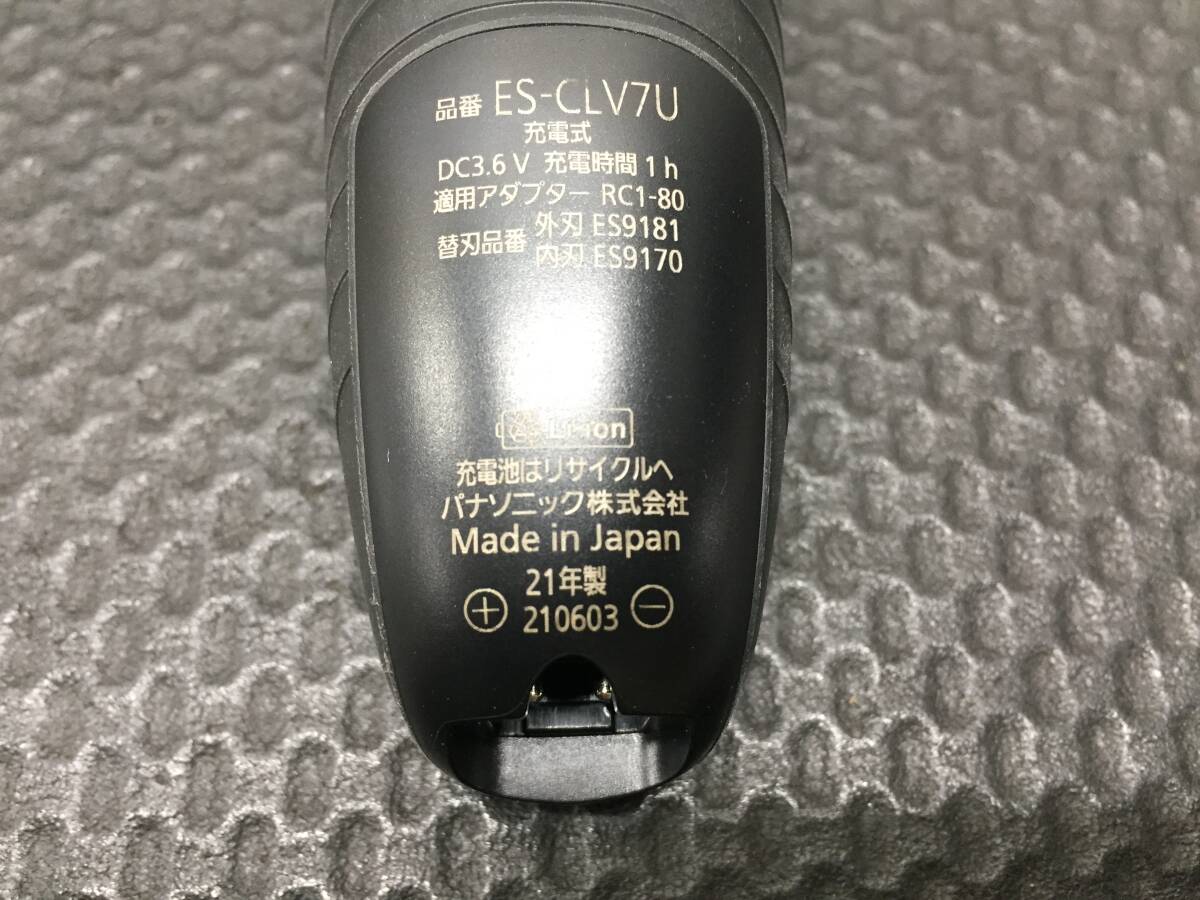 品番 ES-CLV7U
充電式
DC3.6 V 充電時間 1 h
適用アダプター RC1-80
替刃品番 外刃 ES9181
内刃 ES9170
Li-ion
充電池はリサイクルへ
パナソニック株式会社
Made in Japan
21年製
+ 210603 −